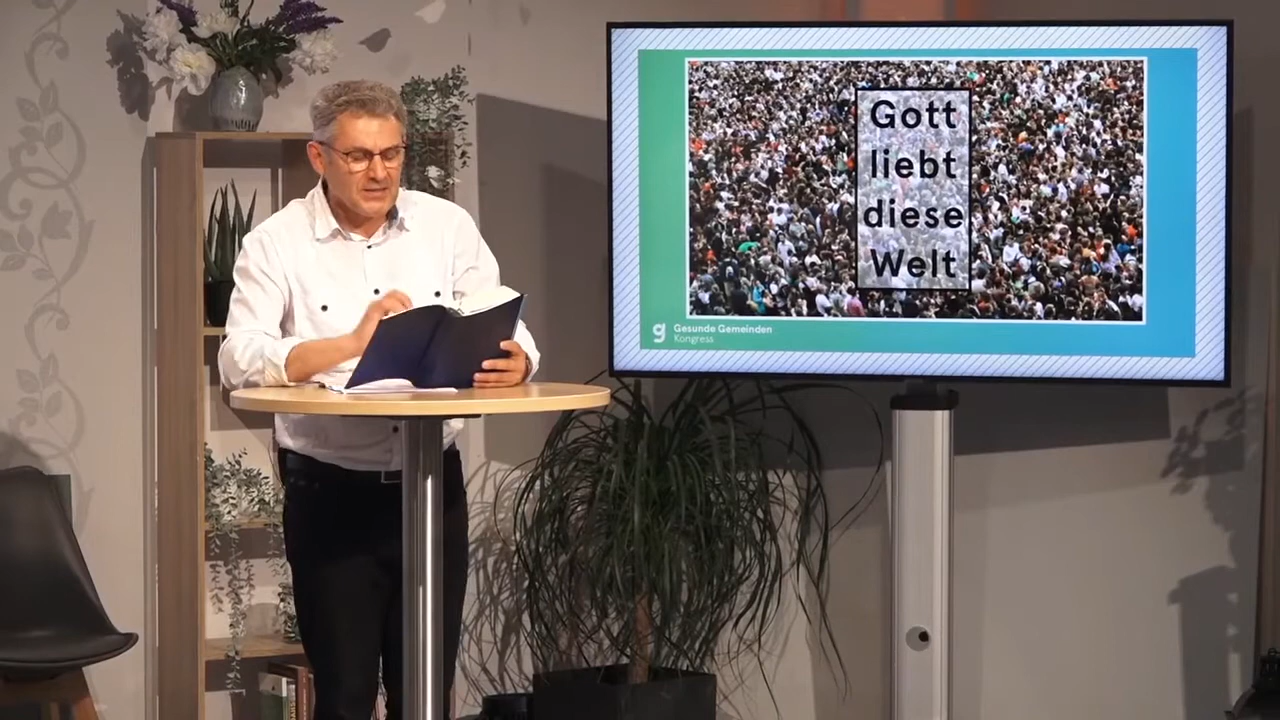 Gott
liebt
diese
Welt
Gesunde Gemeinden
Kongress